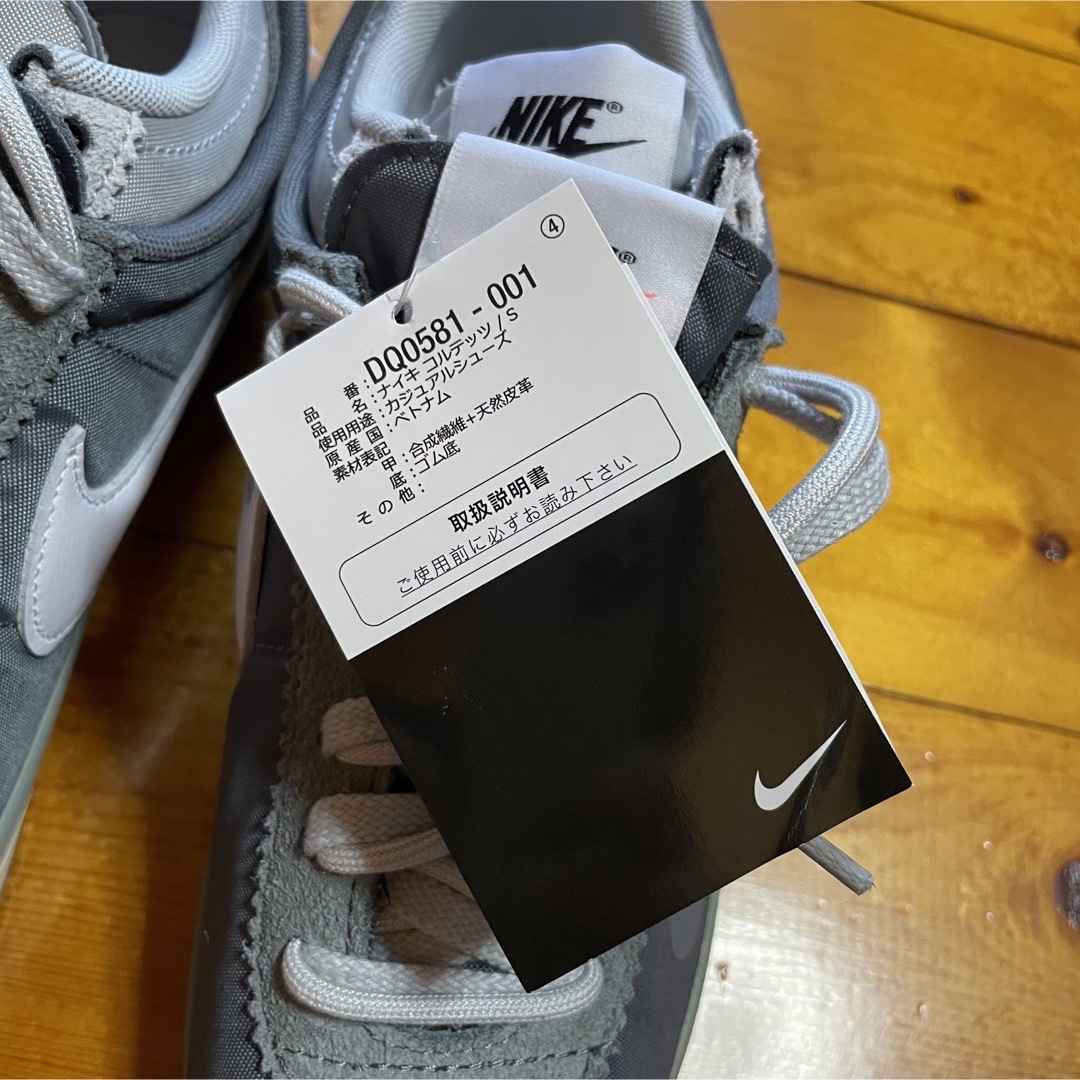 NIKE®
®
④
品番:DQ0581-001
品名:ナイキ コルテッツ / S
使用用途:カジュアルシューズ
原産国:ベトナム
素材表記 甲:合成繊維+天然皮革
底:ゴム底
その他:
取扱説明書
ご使用前に必ずお読み下さい